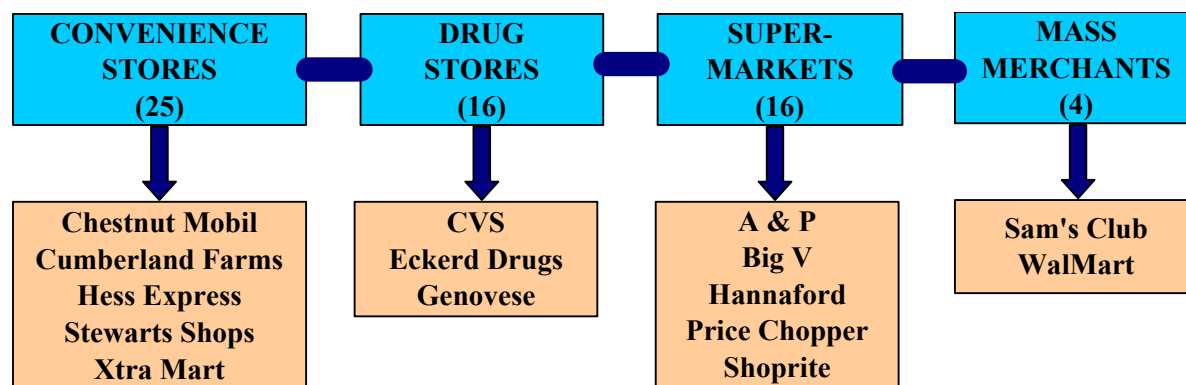 CONVENIENCE
STORES
(25)
DRUG
STORES
(16)
SUPER-
MARKETS
(16)
MASS
MERCHANTS
(4)
Chestnut Mobil
Cumberland Farms
Hess Express
Stewarts Shops
Xtra Mart
CVS
Eckerd Drugs
Genovese
A & P
Big V
Hannaford
Price Chopper
Shoprite
Sam's Club
WalMart